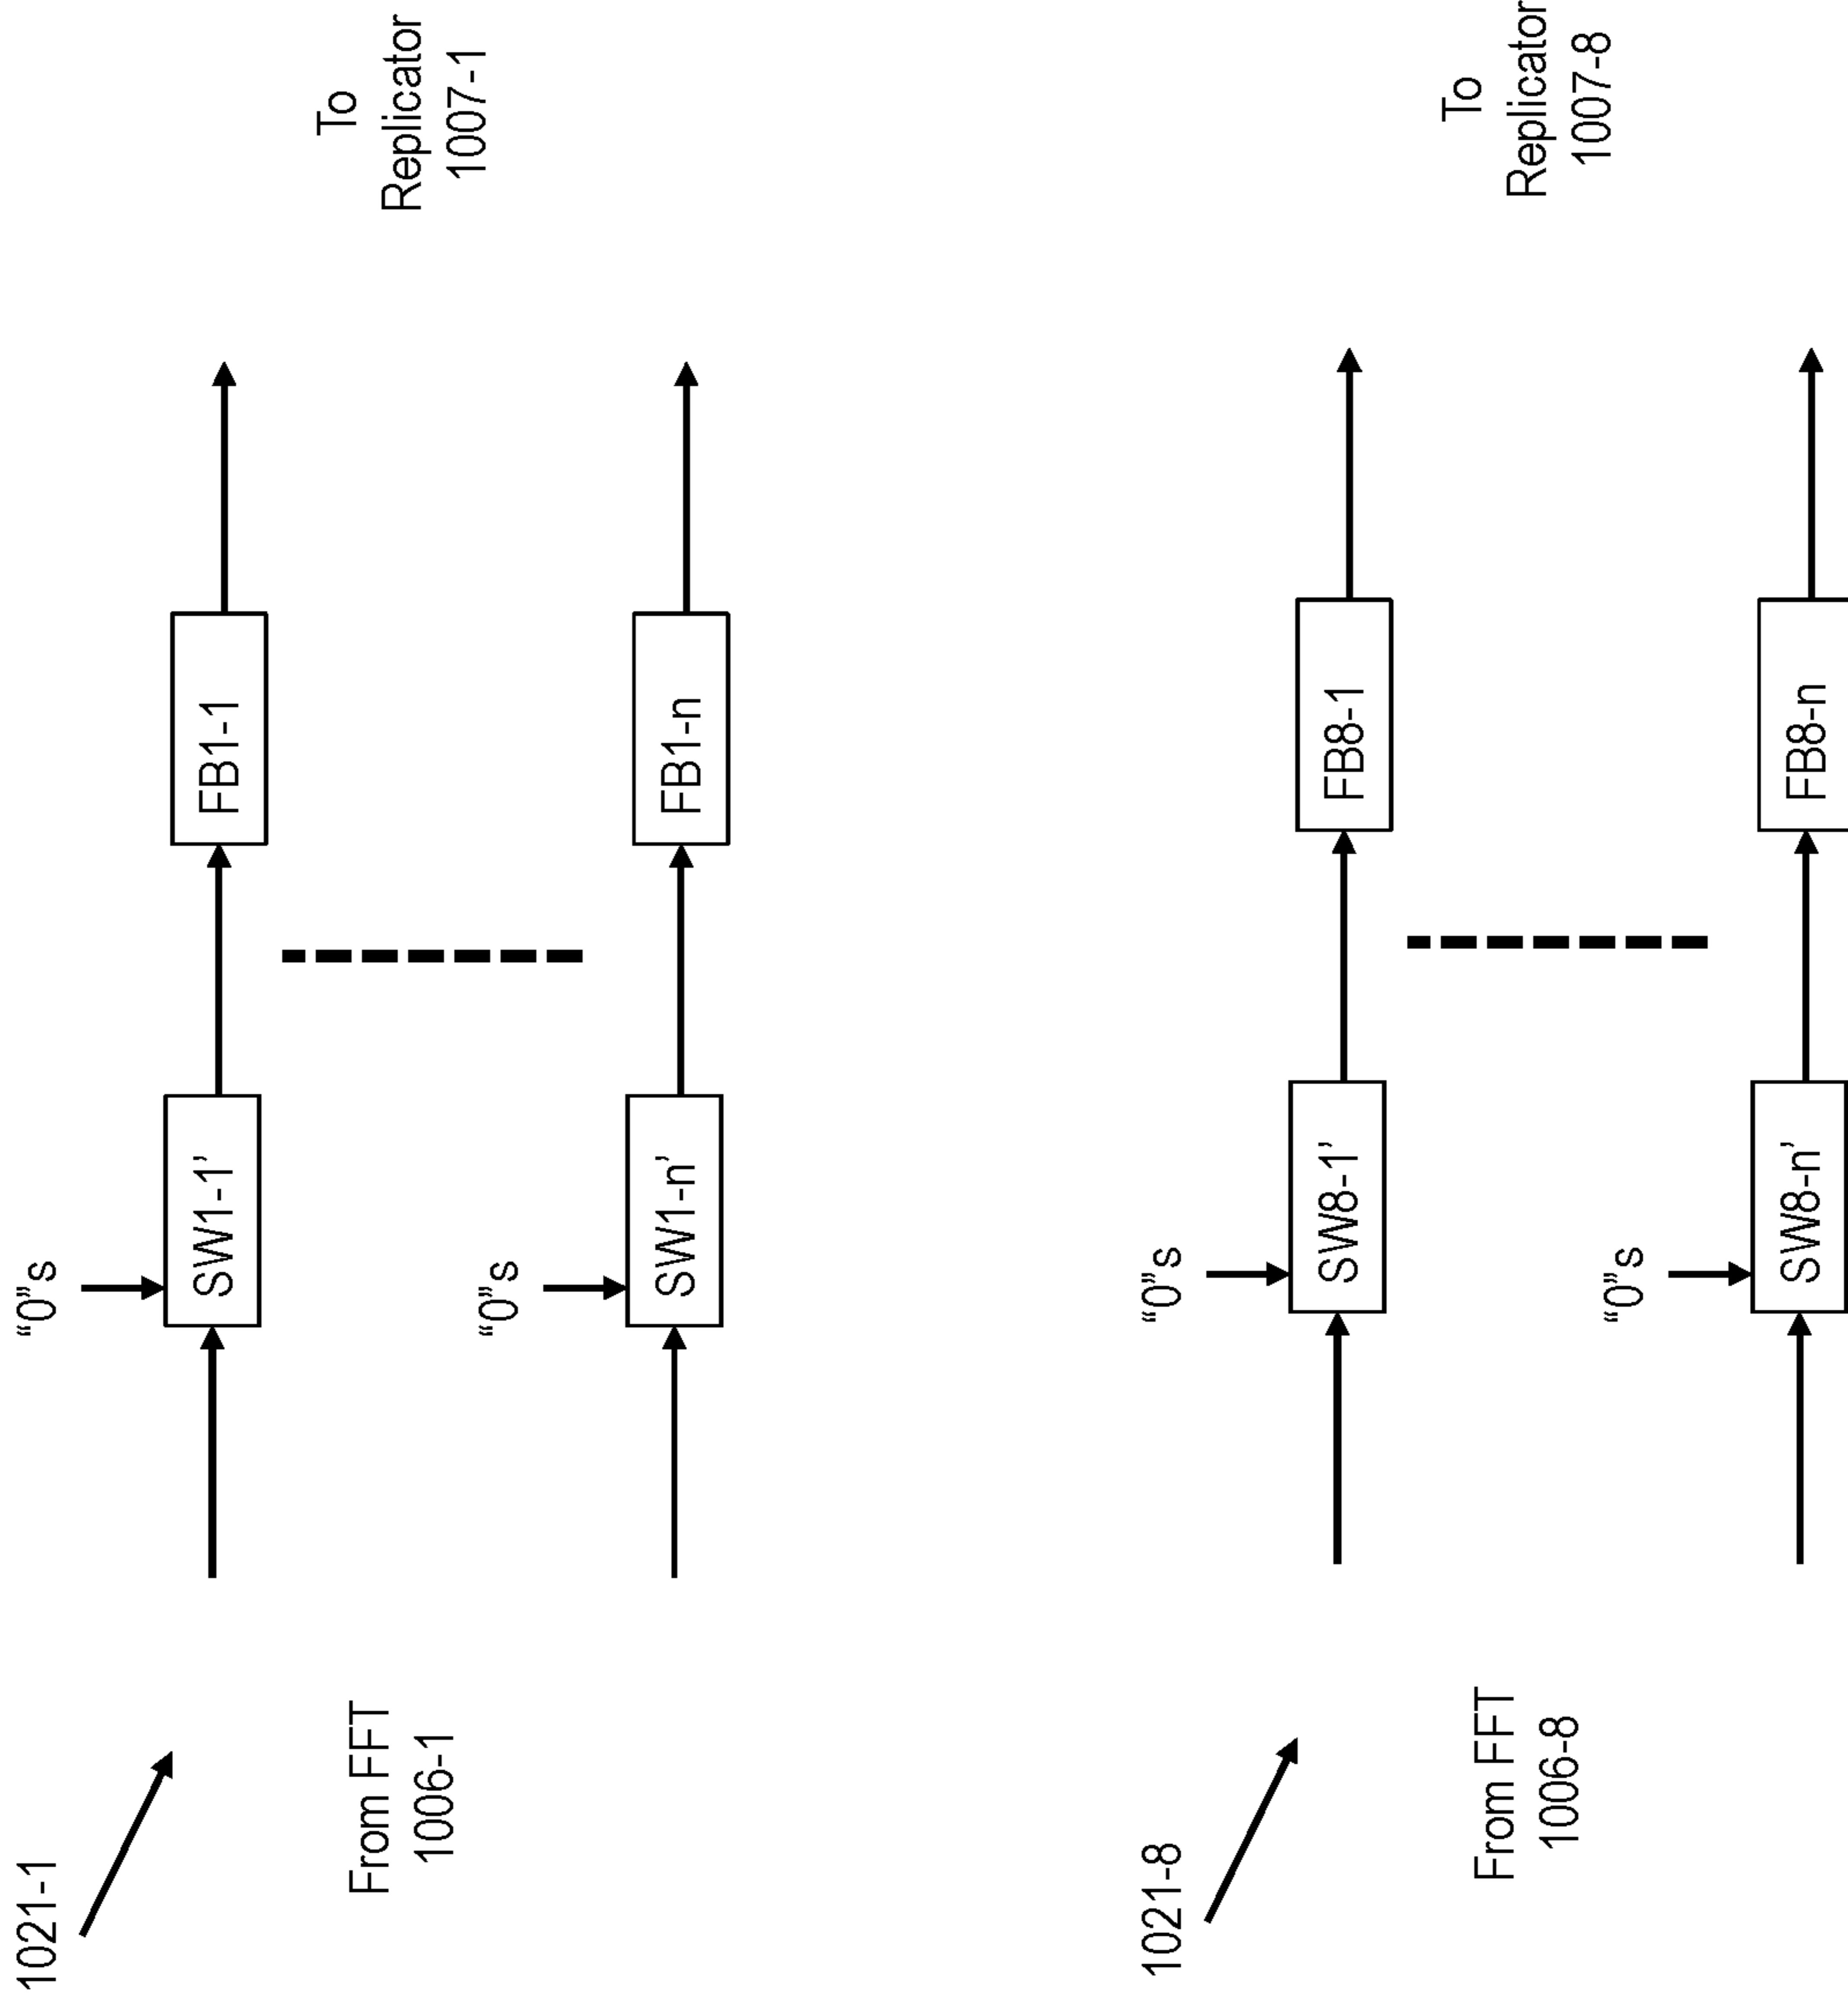 1021-1
“0”s
SW1-1’
FB1-1
“0”s
SW1-n’
FB1-n
From FFT
1006-1
To
Replicator
1007-1
1021-8
“0”s
SW8-1’
FB8-1
“0”s
SW8-n’
FB8-n
From FFT
1006-8
To
Replicator
1007-8